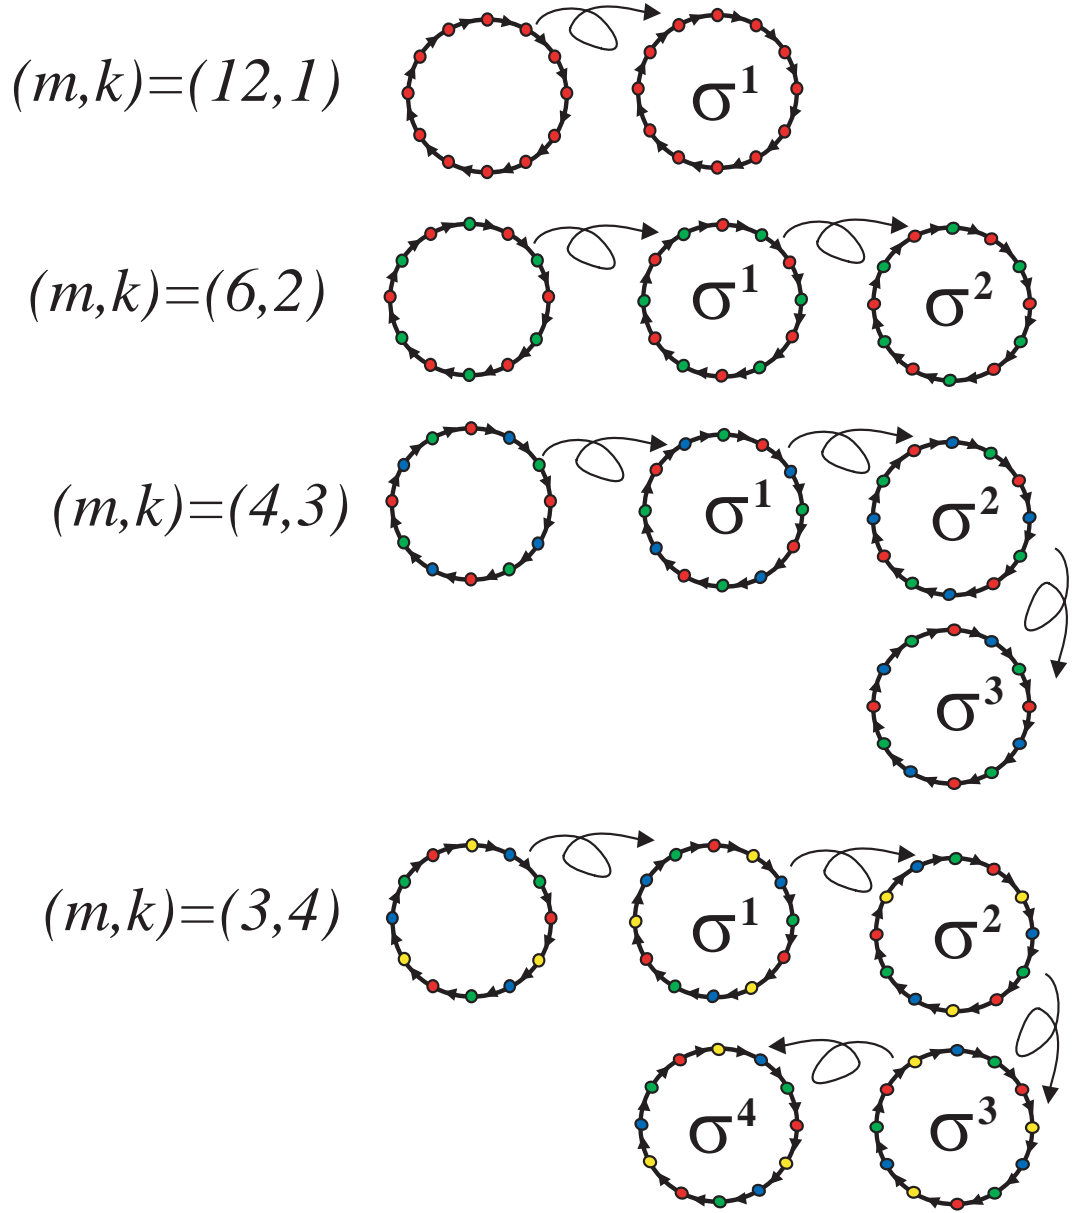 (m,k)=(12,1)
σ¹
(m,k)=(6,2)
σ¹
σ²
(m,k)=(4,3)
σ¹
σ²
σ³
(m,k)=(3,4)
σ¹
σ²
σ⁴
σ³